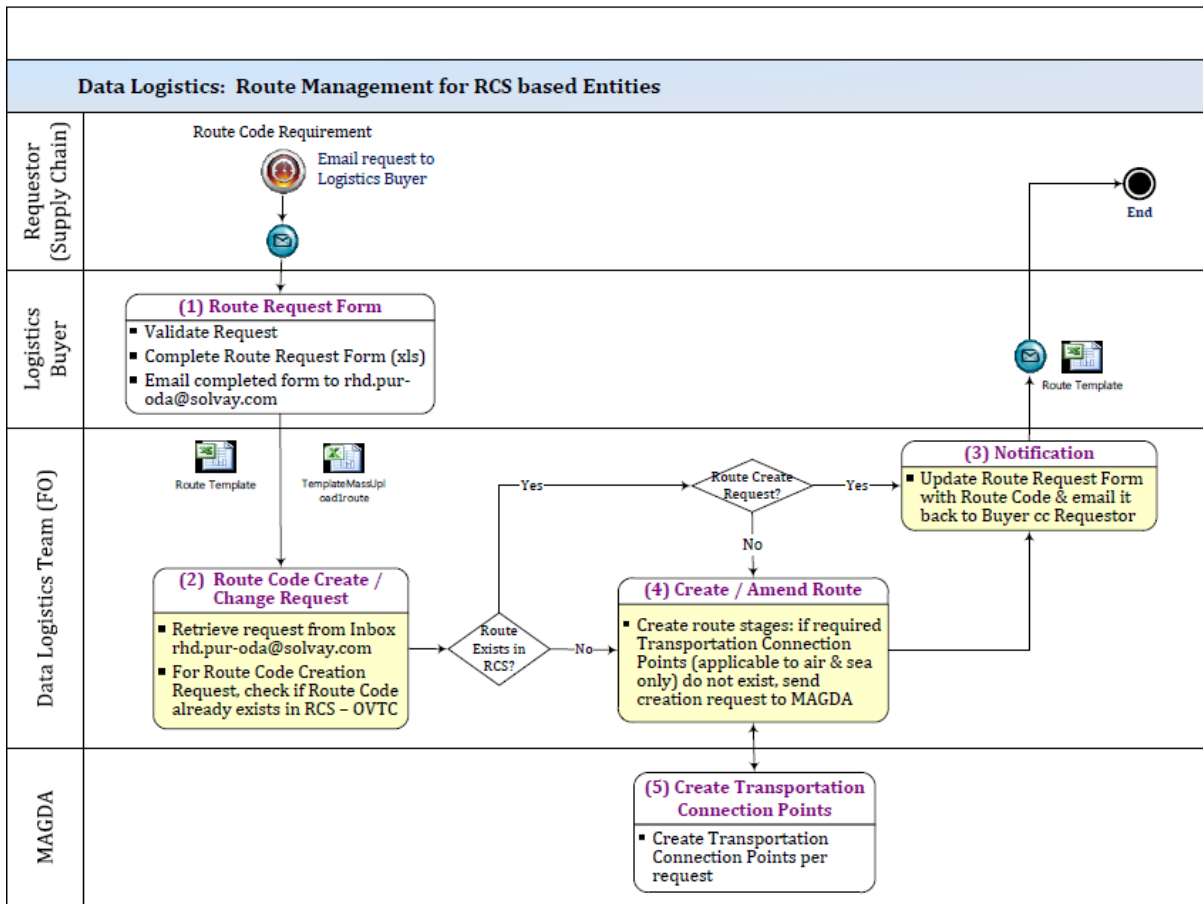 Data Logistics: Route Management for RCS based Entities
Requestor
(Supply Chain)
Route Code Requirement
Email request to
Logistics Buyer
End
Logistics
Buyer
(1) Route Request Form
▪ Validate Request
▪ Complete Route Request Form (xls)
▪ Email completed form to rhd.pur-
oda@solvay.com
Route Template
Data Logistics Team (FO)
Route Template
TemplateMassUpl
oad1route
(2) Route Code Create /
Change Request
▪ Retrieve request from Inbox
rhd.pur-oda@solvay.com
▪ For Route Code Creation
Request, check if Route Code
already exists in RCS – OVTC
Route
Exists in
RCS?
Yes
No
Route Create
Request?
Yes
No
(3) Notification
▪ Update Route Request Form
with Route Code & email it
back to Buyer cc Requestor
(4) Create / Amend Route
▪ Create route stages: if required
Transportation Connection
Points (applicable to air & sea
only) do not exist, send
creation request to MAGDA
MAGDA
(5) Create Transportation
Connection Points
▪ Create Transportation
Connection Points per
request